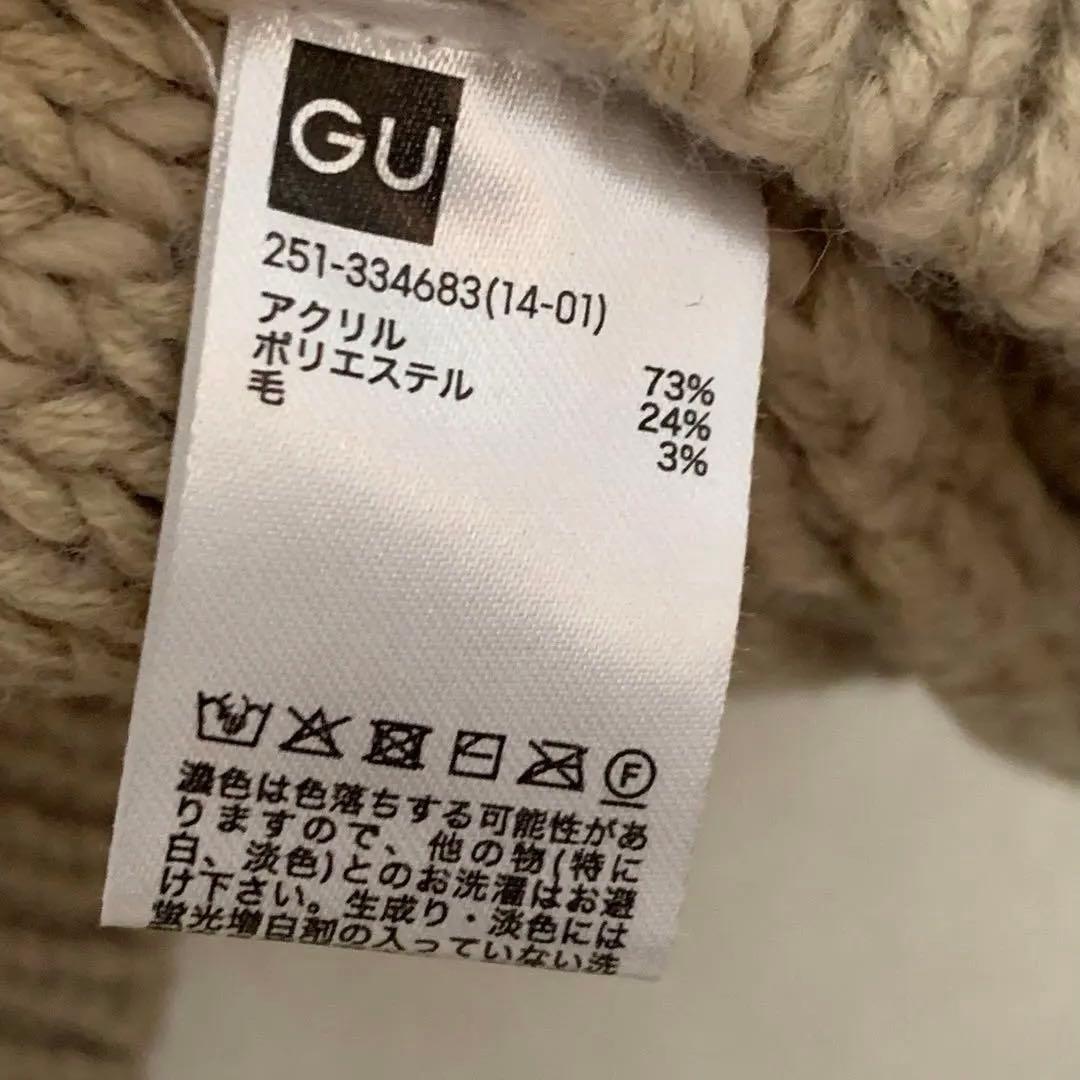 GU
251-334683(14-01)
アクリル 73%
ポリエステル 24%
毛 3%
F
濃色は色落ちする可能性があ
りますので、他の物(特に
白、淡色)とのお洗濯はお避
け下さい。生成り・淡色には
蛍光増白剤の入っていない洗